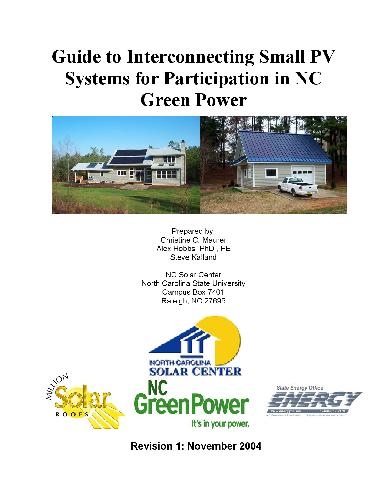 Guide to Interconnecting Small PV
Systems for Participation in NC
Green Power
Prepared by
Christine C. Maurer
Alex Hobbs, PhD., PE
Steve Kalland
NC Solar Center
North Carolina State University
Campus Box 7401
Raleigh, NC 27695
NORTH CAROLINA
SOLAR CENTER
MILLION
Solar
ROOFS
NC
GreenPower
It's in your power.
State Energy Office
ENERGY
Revision 1: November 2004